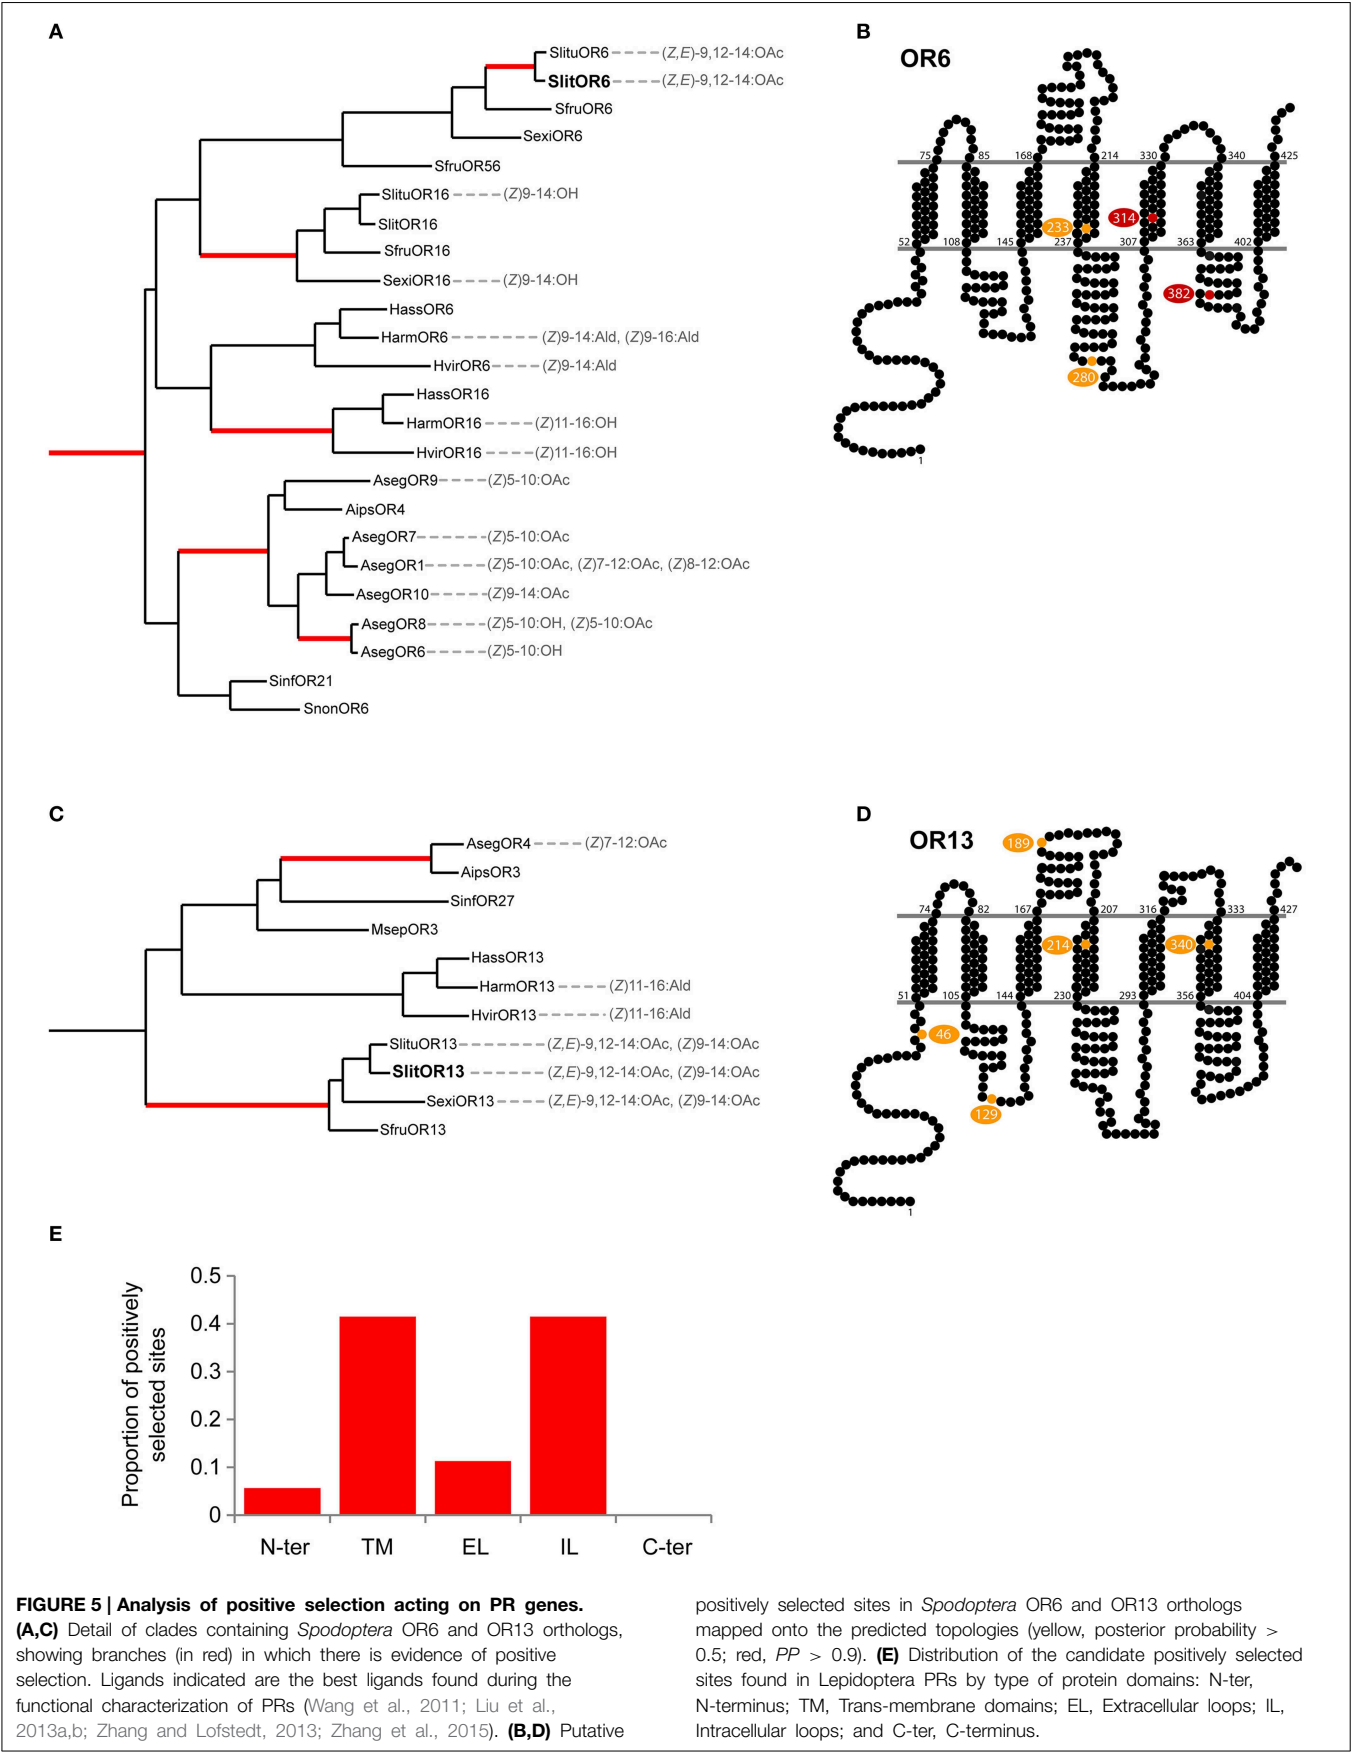 A
SlituOR6 (Z,E)-9,12-14:OAc
SlitOR6 (Z,E)-9,12-14:OAc
SfruOR6
SexiOR6
SfruOR56
SlituOR16 (Z)9-14:OH
SlitOR16
SfruOR16
SexiOR16 (Z)9-14:OH
HassOR6
HarmOR6 (Z)9-14:Ald, (Z)9-16:Ald
HvirOR6 (Z)9-14:Ald
HassOR16
HarmOR16 (Z)11-16:OH
HvirOR16 (Z)11-16:OH
AsegOR9 (Z)5-10:OAc
AipsOR4
AsegOR7 (Z)5-10:OAc
AsegOR1 (Z)5-10:OAc, (Z)7-12:OAc, (Z)8-12:OAc
AsegOR10 (Z)9-14:OAc
AsegOR8 (Z)5-10:OH, (Z)5-10:OAc
AsegOR6 (Z)5-10:OH
SinfOR21
SnonOR6
B
OR6
75 85 168 214 330 340 425
233 314
52 108 145 237 307 363 402
382
280
1
C
AsegOR4 (Z)7-12:OAc
AipsOR3
SinfOR27
MsepOR3
HassOR13
HarmOR13 (Z)11-16:Ald
HvirOR13 (Z)11-16:Ald
SlituOR13 (Z,E)-9,12-14:OAc, (Z)9-14:OAc
SlitOR13 (Z,E)-9,12-14:OAc, (Z)9-14:OAc
SexiOR13 (Z,E)-9,12-14:OAc, (Z)9-14:OAc
SfruOR13
D
OR13
189
74 82 167 207 316 333 427
214 340
51 105 144 230 293 356 404
46
129
1
E
Proportion of positively
selected sites
0.5
0.4
0.3
0.2
0.1
0
N-ter TM EL IL C-ter
FIGURE 5 | Analysis of positive selection acting on PR genes.
(A,C) Detail of clades containing Spodoptera OR6 and OR13 orthologs,
showing branches (in red) in which there is evidence of positive
selection. Ligands indicated are the best ligands found during the
functional characterization of PRs (Wang et al., 2011; Liu et al.,
2013a,b; Zhang and Lofstedt, 2013; Zhang et al., 2015). (B,D) Putative
positively selected sites in Spodoptera OR6 and OR13 orthologs
mapped onto the predicted topologies (yellow, posterior probability >
0.5; red, PP > 0.9). (E) Distribution of the candidate positively selected
sites found in Lepidoptera PRs by type of protein domains: N-ter,
N-terminus; TM, Trans-membrane domains; EL, Extracellular loops; IL,
Intracellular loops; and C-ter, C-terminus.